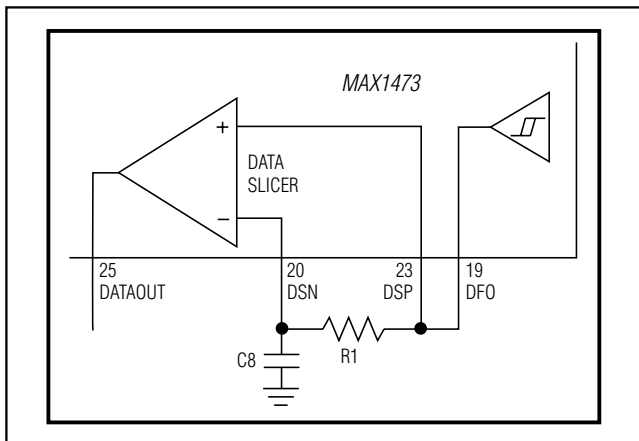 MAX1473
+
DATA
SLICER
−
25
DATAOUT
20
DSN
23
DSP
19
DFO
C8
R1